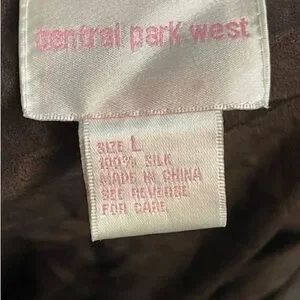 central park west
SIZE L
100% SILK
MADE IN CHINA
SEE REVERSE
FOR CARE